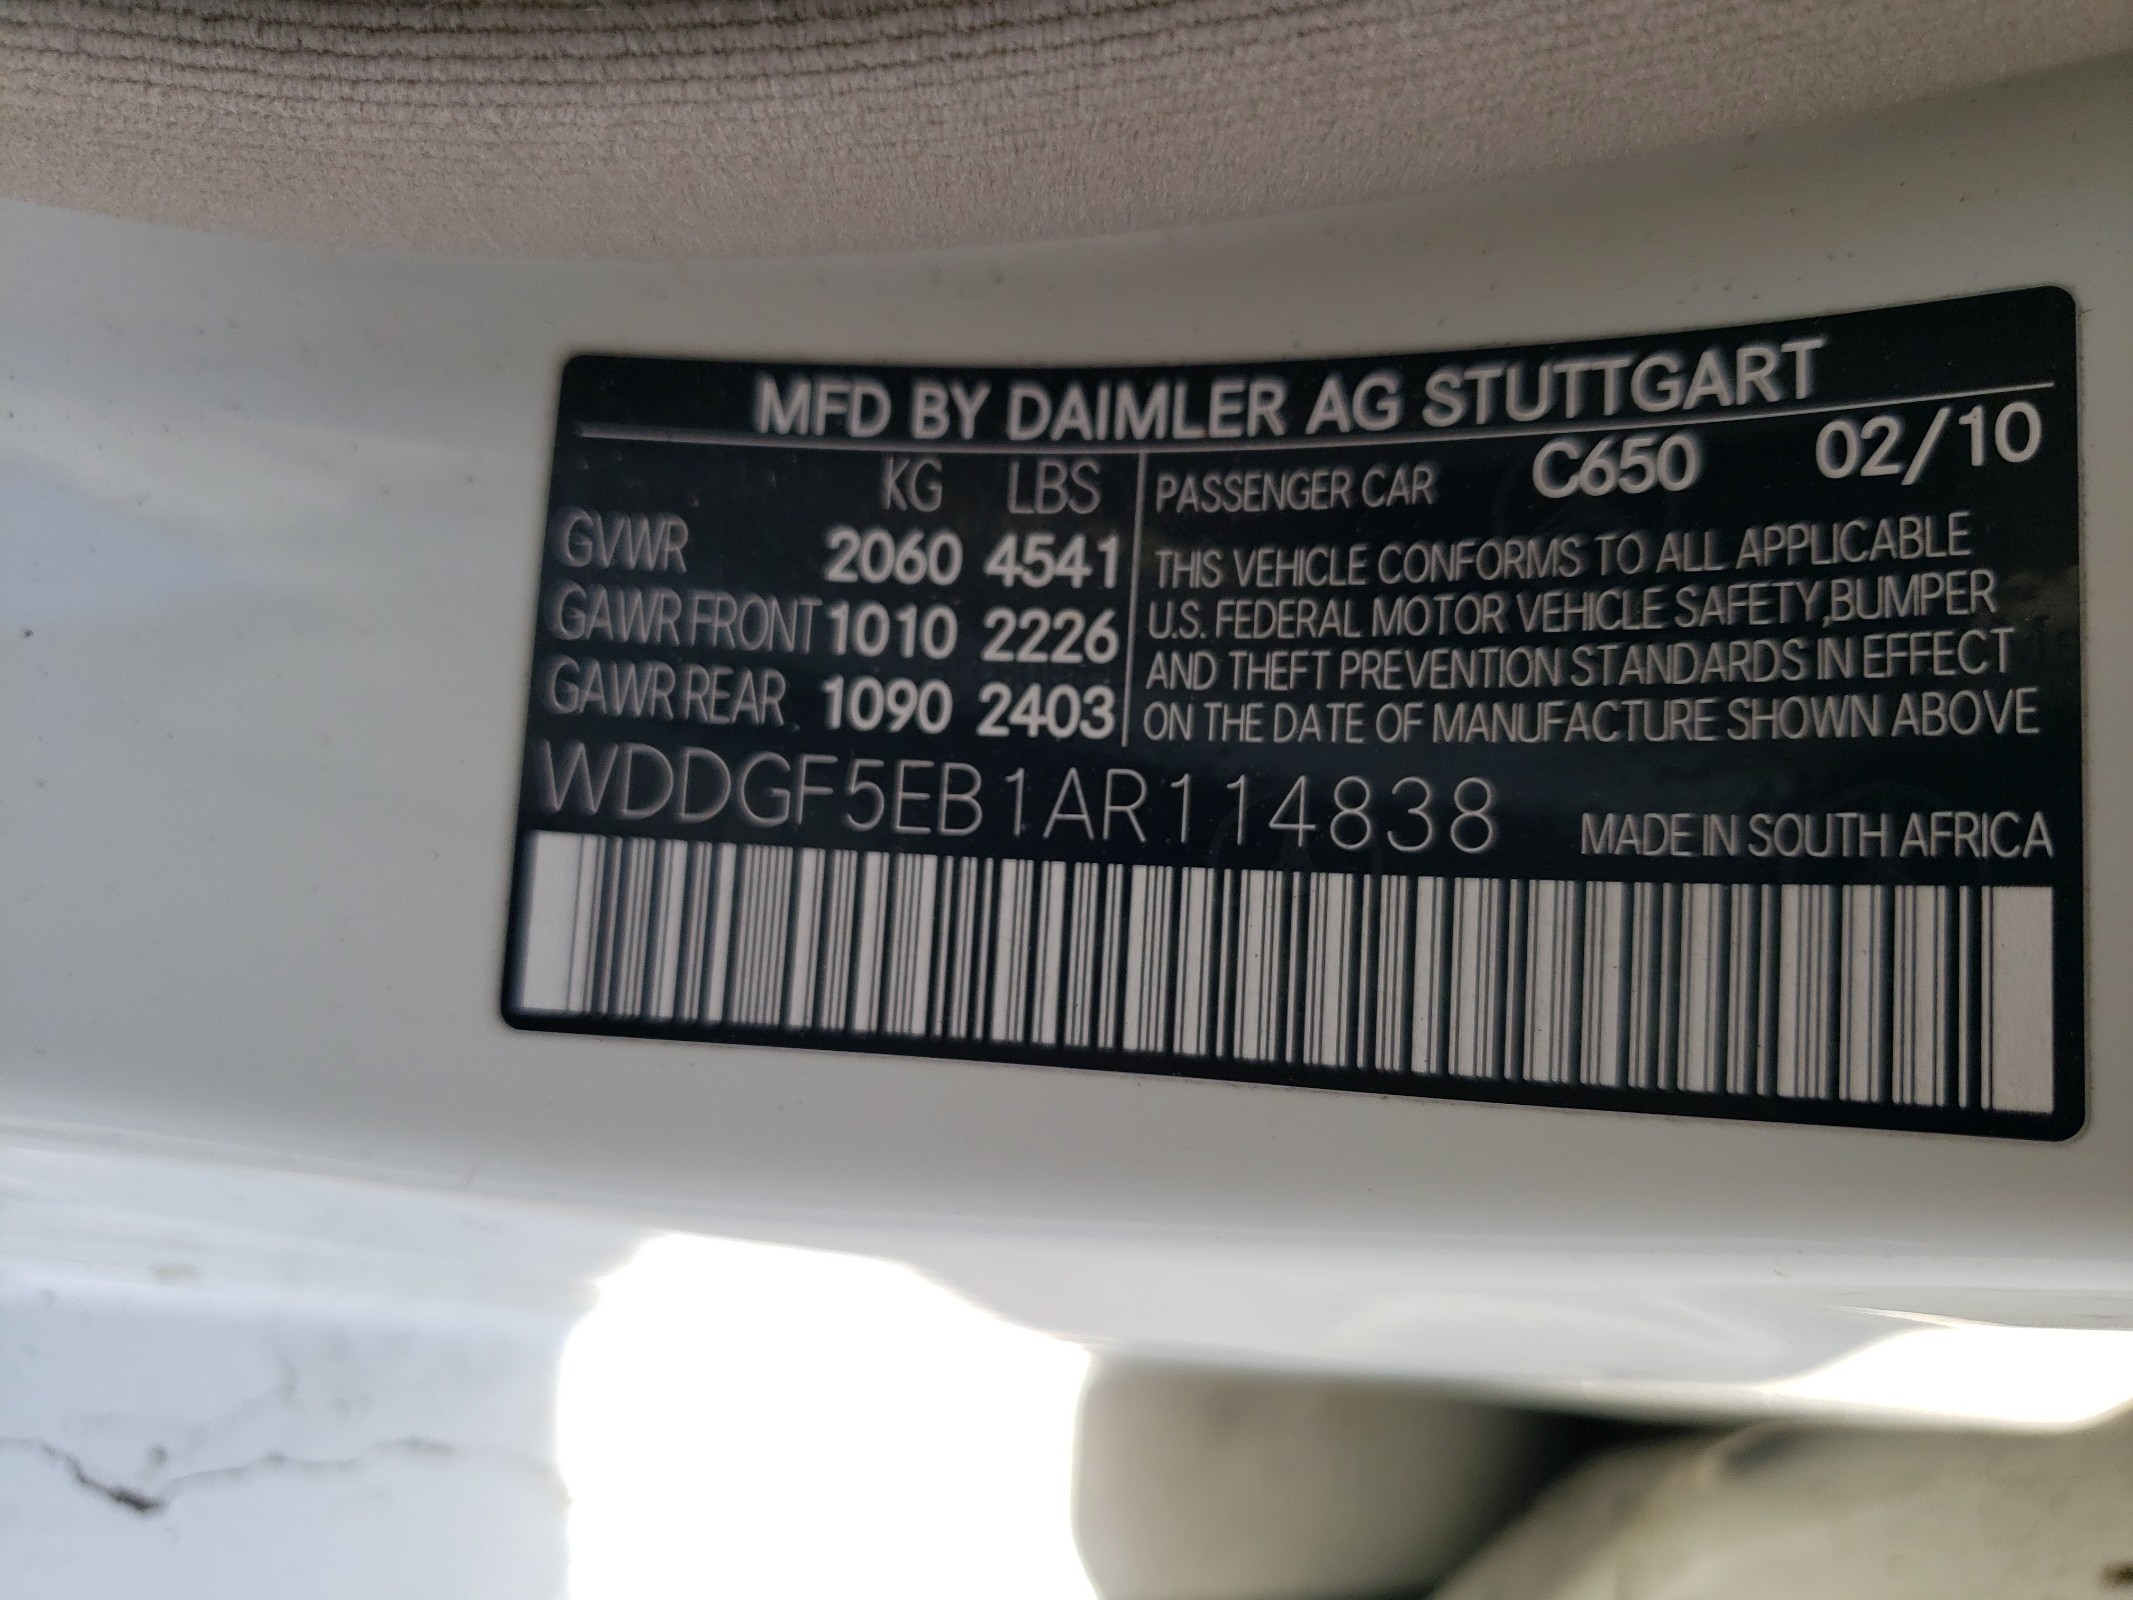 MFD BY DAIMLER AG STUTTGART
KG LBS
GVWR 2060 4541
GAWR FRONT 1010 2226
GAWR REAR 1090 2403
PASSENGER CAR C650 02/10
THIS VEHICLE CONFORMS TO ALL APPLICABLE
U.S. FEDERAL MOTOR VEHICLE SAFETY,BUMPER
AND THEFT PREVENTION STANDARDS IN EFFECT
ON THE DATE OF MANUFACTURE SHOWN ABOVE
WDDGF5EB1AR114838
MADE IN SOUTH AFRICA